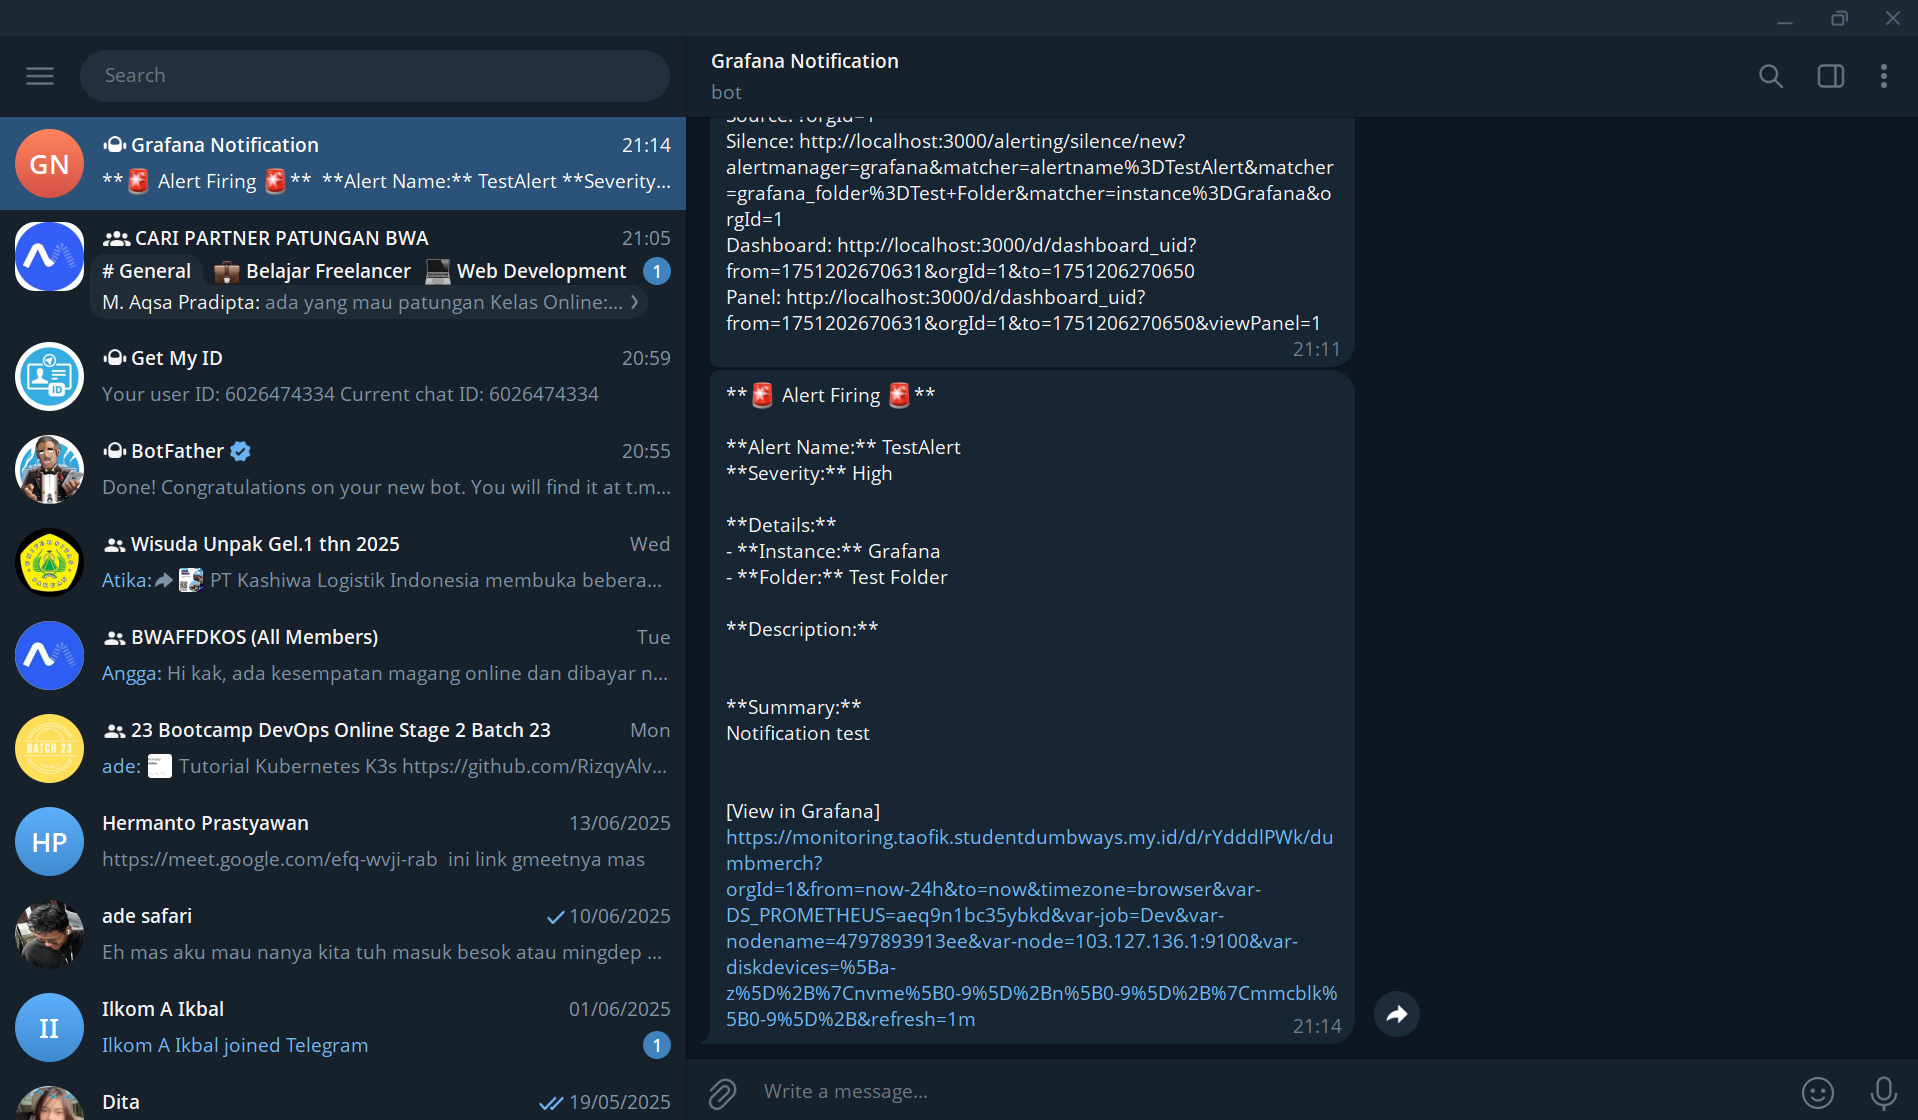 Search
Grafana Notification
21:14
**🚨 Alert Firing 🚨** **Alert Name:** TestAlert **Severity...
CARI PARTNER PATUNGAN BWA
21:05
# General 💼 Belajar Freelancer 💻 Web Development
1
M. Aqsa Pradipta: ada yang mau patungan Kelas Online:...
Get My ID
20:59
Your user ID: 6026474334 Current chat ID: 6026474334
BotFather
20:55
Done! Congratulations on your new bot. You will find it at t.m...
Wisuda Unpak Gel.1 thn 2025
Wed
Atika: PT Kashiwa Logistik Indonesia membuka bebera...
BWAFFDKOS (All Members)
Tue
Angga: Hi kak, ada kesempatan magang online dan dibayar n...
BATCH 23
23 Bootcamp DevOps Online Stage 2 Batch 23
Mon
ade: Tutorial Kubernetes K3s https://github.com/RizqyAlv...
HP
Hermanto Prastyawan
13/06/2025
https://meet.google.com/efq-wvji-rab ini link gmeetnya mas
ade safari
10/06/2025
Eh mas aku mau nanya kita tuh masuk besok atau mingdep ...
II
Ilkom A Ikbal
01/06/2025
Ilkom A Ikbal joined Telegram
1
Dita
19/05/2025
GN
Grafana Notification
bot
Source: ?orgId=1
Silence: http://localhost:3000/alerting/silence/new?
alertmanager=grafana&matcher=alertname%3DTestAlert&matcher
=grafana_folder%3DTest+Folder&matcher=instance%3DGrafana&o
rgId=1
Dashboard: http://localhost:3000/d/dashboard_uid?
from=1751202670631&orgId=1&to=1751206270650
Panel: http://localhost:3000/d/dashboard_uid?
from=1751202670631&orgId=1&to=1751206270650&viewPanel=1
21:11
**🚨 Alert Firing 🚨**
**Alert Name:** TestAlert
**Severity:** High
**Details:**
- **Instance:** Grafana
- **Folder:** Test Folder
**Description:**
**Summary:**
Notification test
[View in Grafana]
https://monitoring.taofik.studentdumbways.my.id/d/rYdddlPWk/du
mbmerch?
orgId=1&from=now-24h&to=now&timezone=browser&var-
DS_PROMETHEUS=aeq9n1bc35ybkd&var-job=Dev&var-
nodename=4797893913ee&var-node=103.127.136.1:9100&var-
diskdevices=%5Ba-
z%5D%2B%7Cnvme%5B0-9%5D%2Bn%5B0-9%5D%2B%7Cmmcblk%
5B0-9%5D%2B&refresh=1m
21:14
Write a message...